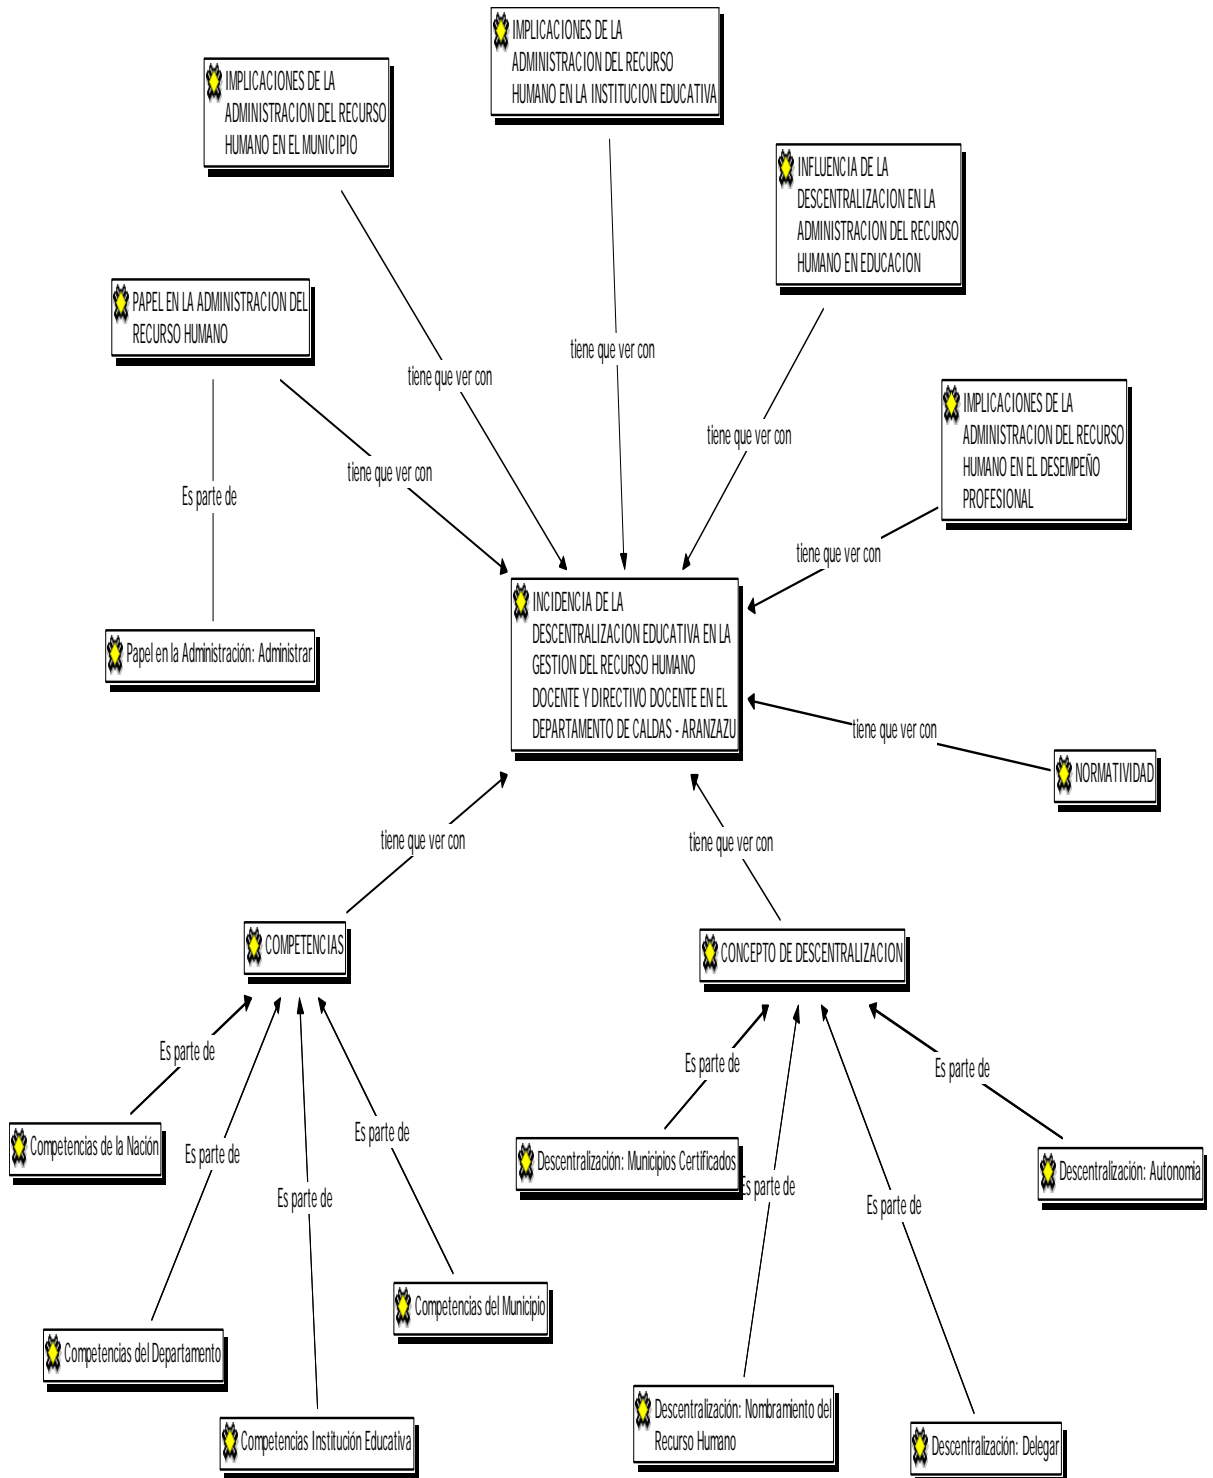 IMPLICACIONES DE LA
ADMINISTRACION DEL RECURSO
HUMANO EN LA INSTITUCION EDUCATIVA
IMPLICACIONES DE LA
ADMINISTRACION DEL RECURSO
HUMANO EN EL MUNICIPIO
INFLUENCIA DE LA
DESCENTRALIZACION EN LA
ADMINISTRACION DEL RECURSO
HUMANO EN EDUCACION
PAPEL EN LA ADMINISTRACION DEL
RECURSO HUMANO
tiene que ver con
tiene que ver con
IMPLICACIONES DE LA
ADMINISTRACION DEL RECURSO
HUMANO EN EL DESEMPEÑO
PROFESIONAL
tiene que ver con
tiene que ver con
Es parte de
tiene que ver con
INCIDENCIA DE LA
DESCENTRALIZACION EDUCATIVA EN LA
GESTION DEL RECURSO HUMANO
DOCENTE Y DIRECTIVO DOCENTE EN EL
DEPARTAMENTO DE CALDAS - ARANZAZU
Papel en la Administración: Administrar
tiene que ver con
NORMATIVIDAD
tiene que ver con
tiene que ver con
COMPETENCIAS
CONCEPTO DE DESCENTRALIZACION
Es parte de
Es parte de
Es parte de
Competencias de la Nación
Es parte de
Es parte de
Descentralización: Municipios Certificados
Descentralización: Autonomia
Es parte de
Es parte de
Es parte de
Competencias del Municipio
Competencias del Departamento
Competencias Institución Educativa
Descentralización: Nombramiento del
Recurso Humano
Descentralización: Delegar